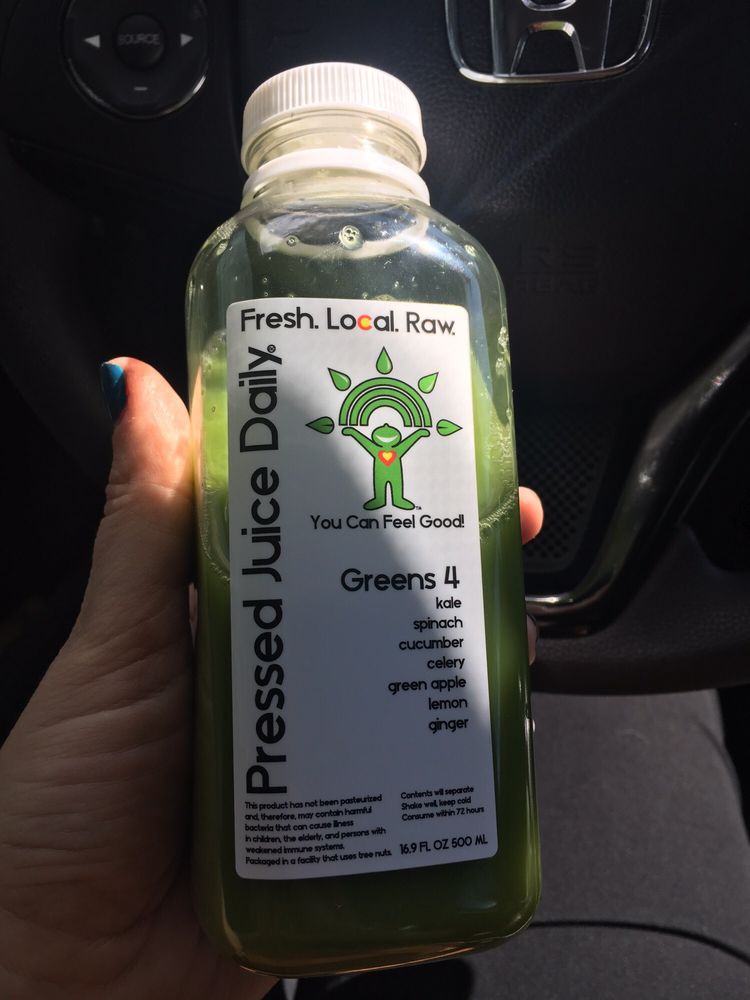 SOURCE
Fresh. Local. Raw.
Pressed Juice Daily.®
You Can Feel Good!
™
Greens 4
kale
spinach
cucumber
celery
green apple
lemon
ginger
This product has not been pasteurized
and, therefore, may contain harmful
bacteria that can cause illness
in children, the elderly, and persons with
weakened immune systems.
Packaged in a facility that uses tree nuts.
Contents will separate
Shake well, keep cold
Consume within 72 hours
16.9 FL OZ 500 ML